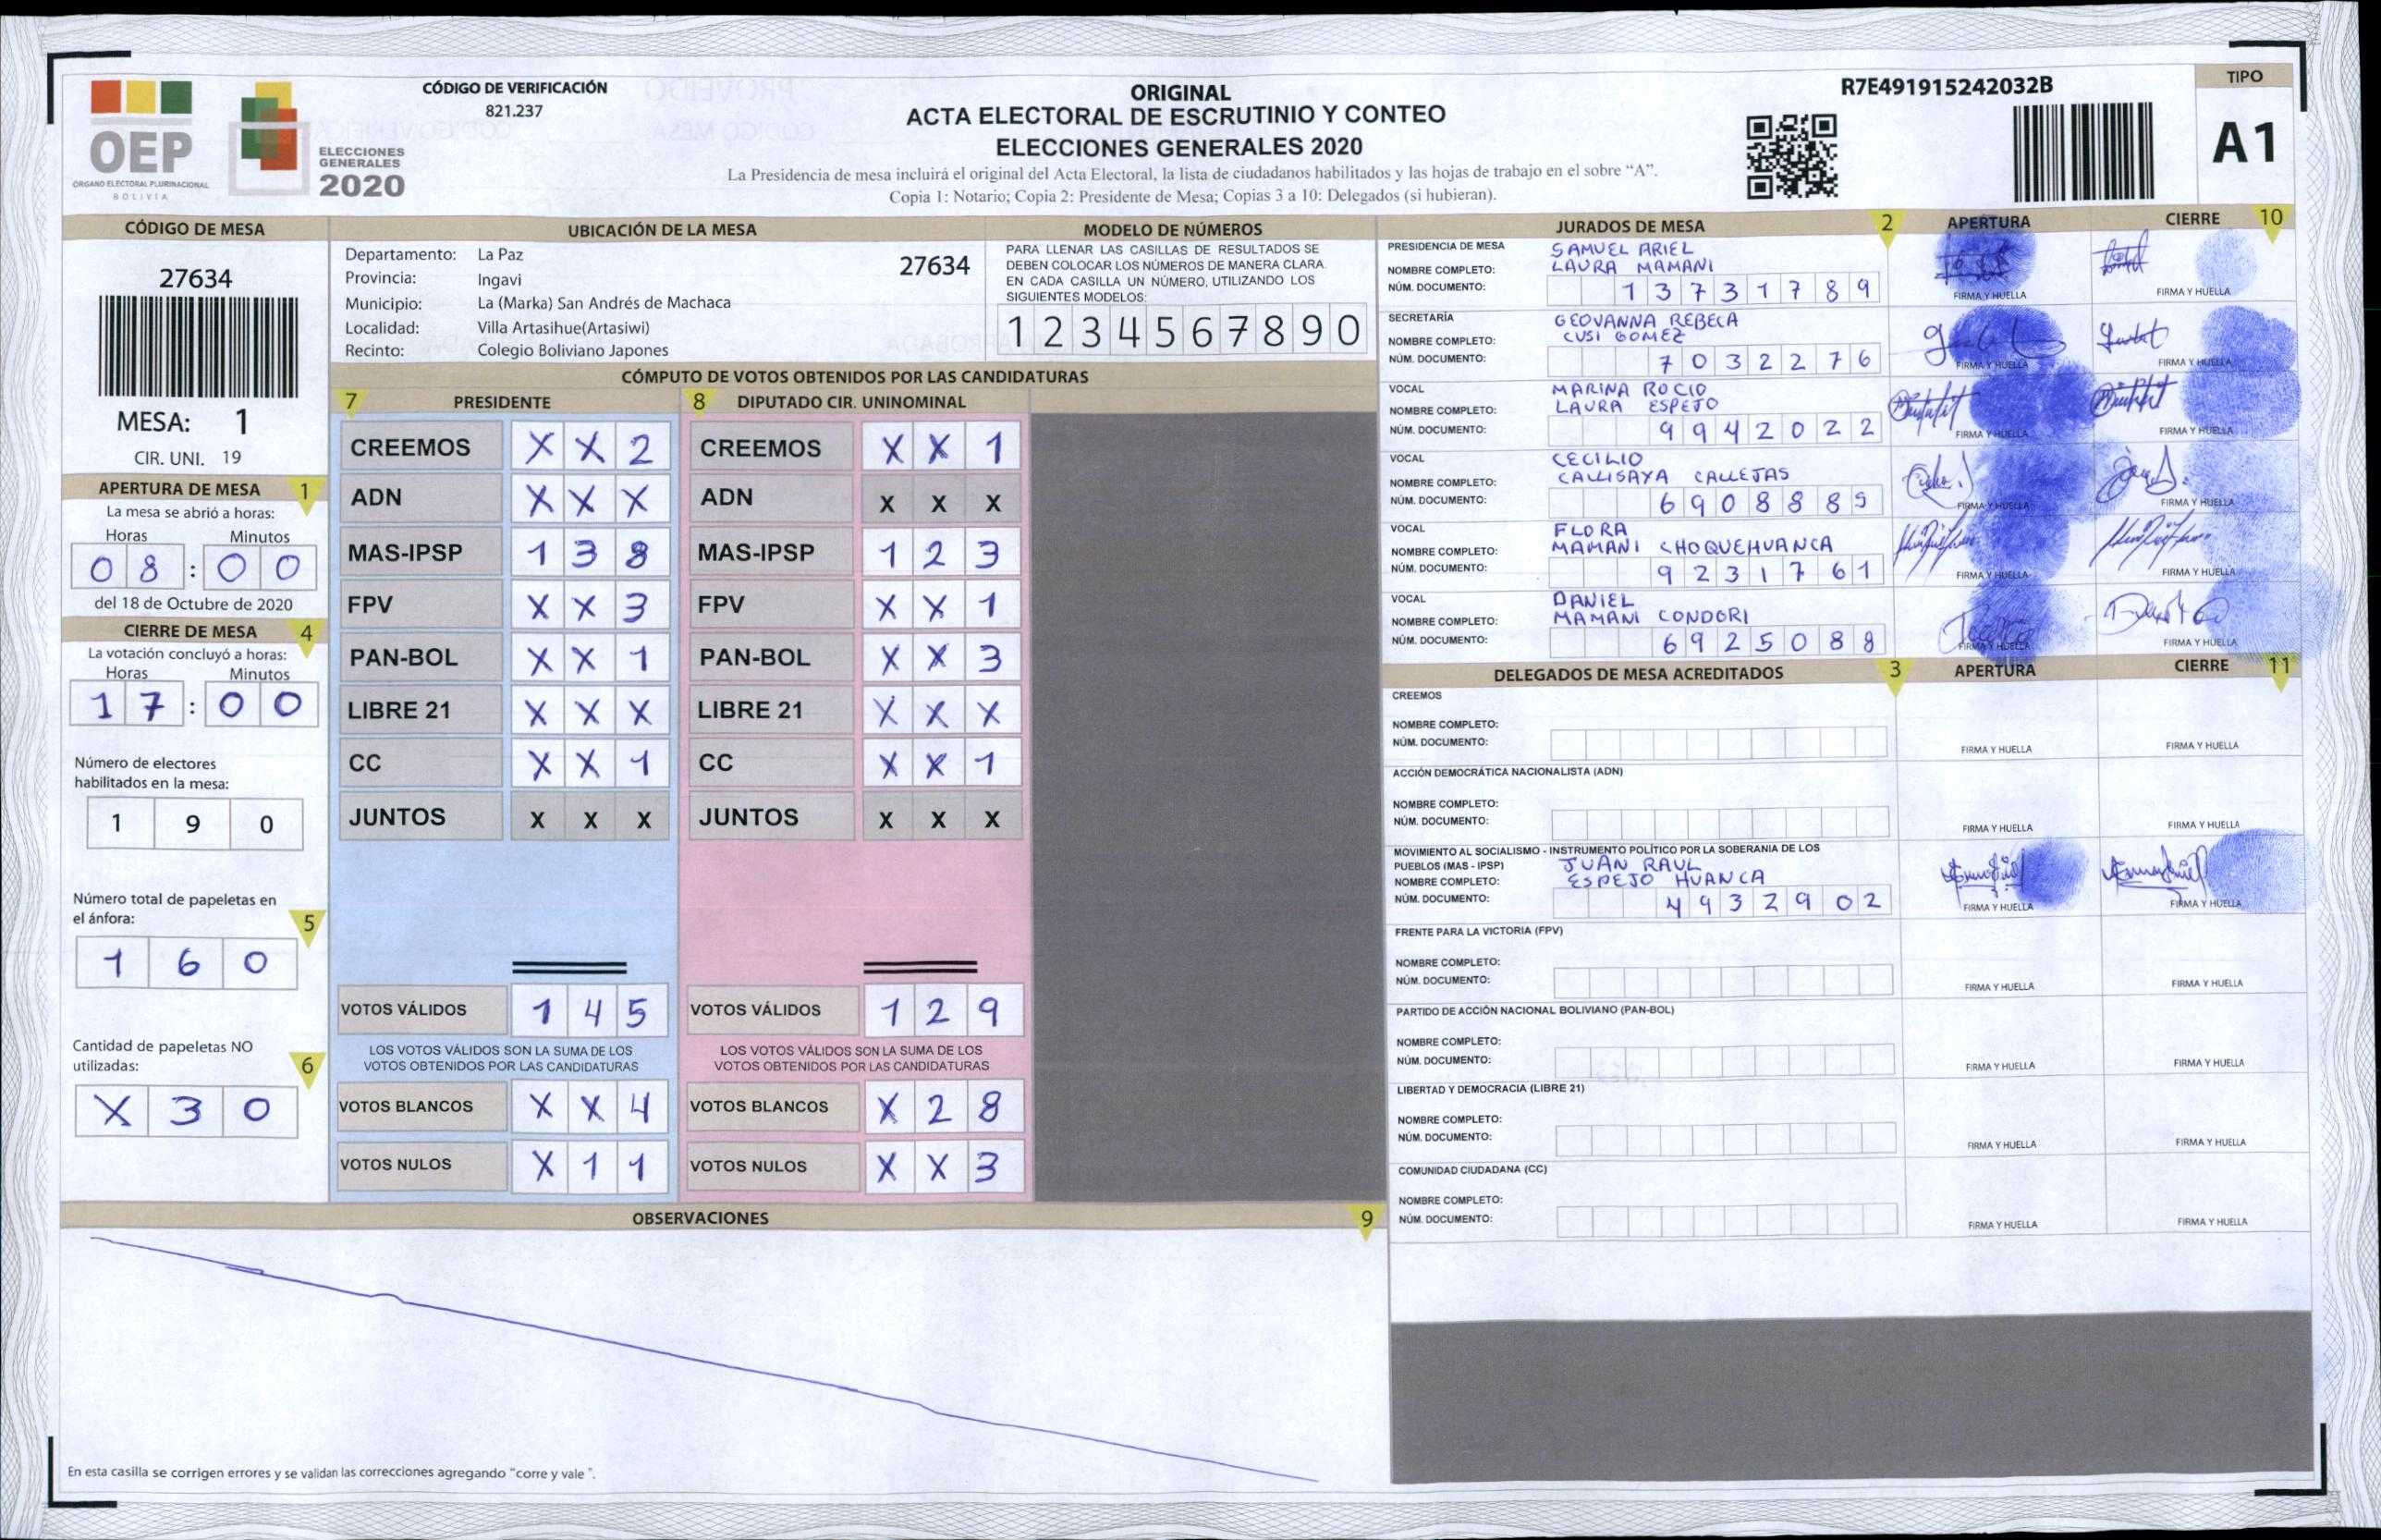 CÓDIGO DE VERIFICACIÓN
821.237
OEP
ÓRGANO ELECTORAL PLURINACIONAL
BOLIVIA
ELECCIONES
GENERALES
2020
ORIGINAL
ACTA ELECTORAL DE ESCRUTINIO Y CONTEO
ELECCIONES GENERALES 2020
La Presidencia de mesa incluirá el original del Acta Electoral, la lista de ciudadanos habilitados y las hojas de trabajo en el sobre “A”.
Copia 1: Notario; Copia 2: Presidente de Mesa; Copias 3 a 10: Delegados (si hubieran).
R7E491915242032B
TIPO
A1
CÓDIGO DE MESA
27634
MESA: 1
CIR. UNI. 19
APERTURA DE MESA 1
La mesa se abrió a horas:
Horas Minutos
0 8 : 0 0
del 18 de Octubre de 2020
CIERRE DE MESA 4
La votación concluyó a horas:
Horas Minutos
1 7 : 0 0
Número de electores
habilitados en la mesa:
1 9 0
Número total de papeletas en
el ánfora: 5
1 6 0
Cantidad de papeletas NO
utilizadas: 6
X 3 0
UBICACIÓN DE LA MESA
Departamento: La Paz
27634
Provincia: Ingavi
Municipio: La (Marka) San Andrés de Machaca
Localidad: Villa Artasihue(Artasiwi)
Recinto: Colegio Boliviano Japones
MODELO DE NÚMEROS
PARA LLENAR LAS CASILLAS DE RESULTADOS SE
DEBEN COLOCAR LOS NÚMEROS DE MANERA CLARA.
EN CADA CASILLA UN NÚMERO, UTILIZANDO LOS
SIGUIENTES MODELOS:
1 2 3 4 5 6 7 8 9 0
CÓMPUTO DE VOTOS OBTENIDOS POR LAS CANDIDATURAS
7 PRESIDENTE
CREEMOS X X 2
ADN X X X
MAS-IPSP 1 3 8
FPV X X 3
PAN-BOL X X 1
LIBRE 21 X X X
CC X X 1
JUNTOS X X X
VOTOS VÁLIDOS 1 4 5
LOS VOTOS VÁLIDOS SON LA SUMA DE LOS
VOTOS OBTENIDOS POR LAS CANDIDATURAS
VOTOS BLANCOS X X 4
VOTOS NULOS X 1 1
8 DIPUTADO CIR. UNINOMINAL
CREEMOS X X 1
ADN X X X
MAS-IPSP 1 2 3
FPV X X 1
PAN-BOL X X 3
LIBRE 21 X X X
CC X X 1
JUNTOS X X X
VOTOS VÁLIDOS 1 2 9
LOS VOTOS VÁLIDOS SON LA SUMA DE LOS
VOTOS OBTENIDOS POR LAS CANDIDATURAS
VOTOS BLANCOS X 2 8
VOTOS NULOS X X 3
OBSERVACIONES 9
En esta casilla se corrigen errores y se validan las correcciones agregando "corre y vale ".
JURADOS DE MESA 2 APERTURA CIERRE 10
PRESIDENCIA DE MESA SAMUEL ARIEL
NOMBRE COMPLETO: LAURA MAMANI
NÚM. DOCUMENTO: 1 3 7 3 1 7 8 9
FIRMA Y HUELLA FIRMA Y HUELLA
SECRETARÍA GEOVANNA REBECA
NOMBRE COMPLETO: CUSI GOMEZ
NÚM. DOCUMENTO: 7 0 3 2 2 7 6
FIRMA Y HUELLA FIRMA Y HUELLA
VOCAL MARINA ROCIO
NOMBRE COMPLETO: LAURA ESPEJO
NÚM. DOCUMENTO: 9 9 4 2 0 2 2
FIRMA Y HUELLA FIRMA Y HUELLA
VOCAL CECILIO
NOMBRE COMPLETO: CALLISAYA CALLEJAS
NÚM. DOCUMENTO: 6 9 0 8 8 8 9
FIRMA Y HUELLA FIRMA Y HUELLA
VOCAL FLORA
NOMBRE COMPLETO: MAMANI CHOQUEHUANCA
NÚM. DOCUMENTO: 9 2 3 1 7 6 1
FIRMA Y HUELLA FIRMA Y HUELLA
VOCAL DANIEL
NOMBRE COMPLETO: MAMANI CONDORI
NÚM. DOCUMENTO: 6 9 2 5 0 8 8
FIRMA Y HUELLA FIRMA Y HUELLA
DELEGADOS DE MESA ACREDITADOS 3 APERTURA CIERRE 11
CREEMOS
NOMBRE COMPLETO:
NÚM. DOCUMENTO:
FIRMA Y HUELLA FIRMA Y HUELLA
ACCIÓN DEMOCRÁTICA NACIONALISTA (ADN)
NOMBRE COMPLETO:
NÚM. DOCUMENTO:
FIRMA Y HUELLA FIRMA Y HUELLA
MOVIMIENTO AL SOCIALISMO - INSTRUMENTO POLÍTICO POR LA SOBERANIA DE LOS
PUEBLOS (MAS - IPSP) JUAN RAUL
NOMBRE COMPLETO: ESPEJO HUANCA
NÚM. DOCUMENTO: 4 9 3 2 9 0 2
FIRMA Y HUELLA FIRMA Y HUELLA
FRENTE PARA LA VICTORIA (FPV)
NOMBRE COMPLETO:
NÚM. DOCUMENTO:
FIRMA Y HUELLA FIRMA Y HUELLA
PARTIDO DE ACCIÓN NACIONAL BOLIVIANO (PAN-BOL)
NOMBRE COMPLETO:
NÚM. DOCUMENTO:
FIRMA Y HUELLA FIRMA Y HUELLA
LIBERTAD Y DEMOCRACIA (LIBRE 21)
NOMBRE COMPLETO:
NÚM. DOCUMENTO:
FIRMA Y HUELLA FIRMA Y HUELLA
COMUNIDAD CIUDADANA (CC)
NOMBRE COMPLETO:
NÚM. DOCUMENTO:
FIRMA Y HUELLA FIRMA Y HUELLA